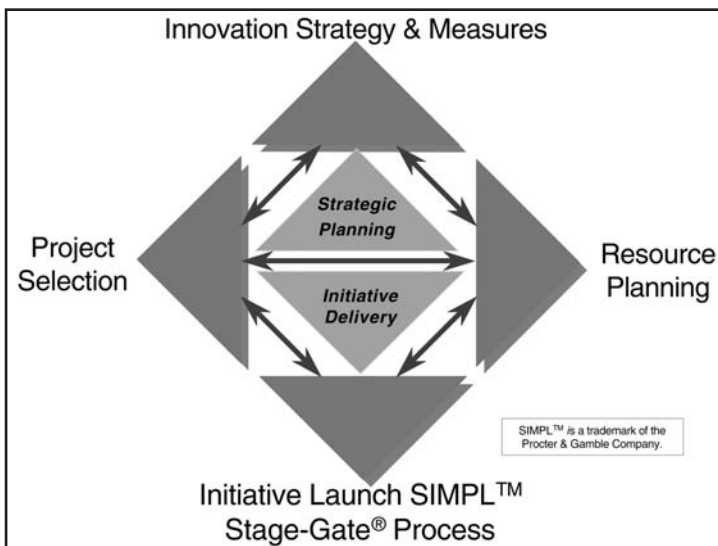 Innovation Strategy & Measures
Strategic
Planning
Project
Selection
Resource
Planning
Initiative
Delivery
SIMPL™ is a trademark of the
Procter & Gamble Company.
Initiative Launch SIMPL™
Stage-Gate® Process